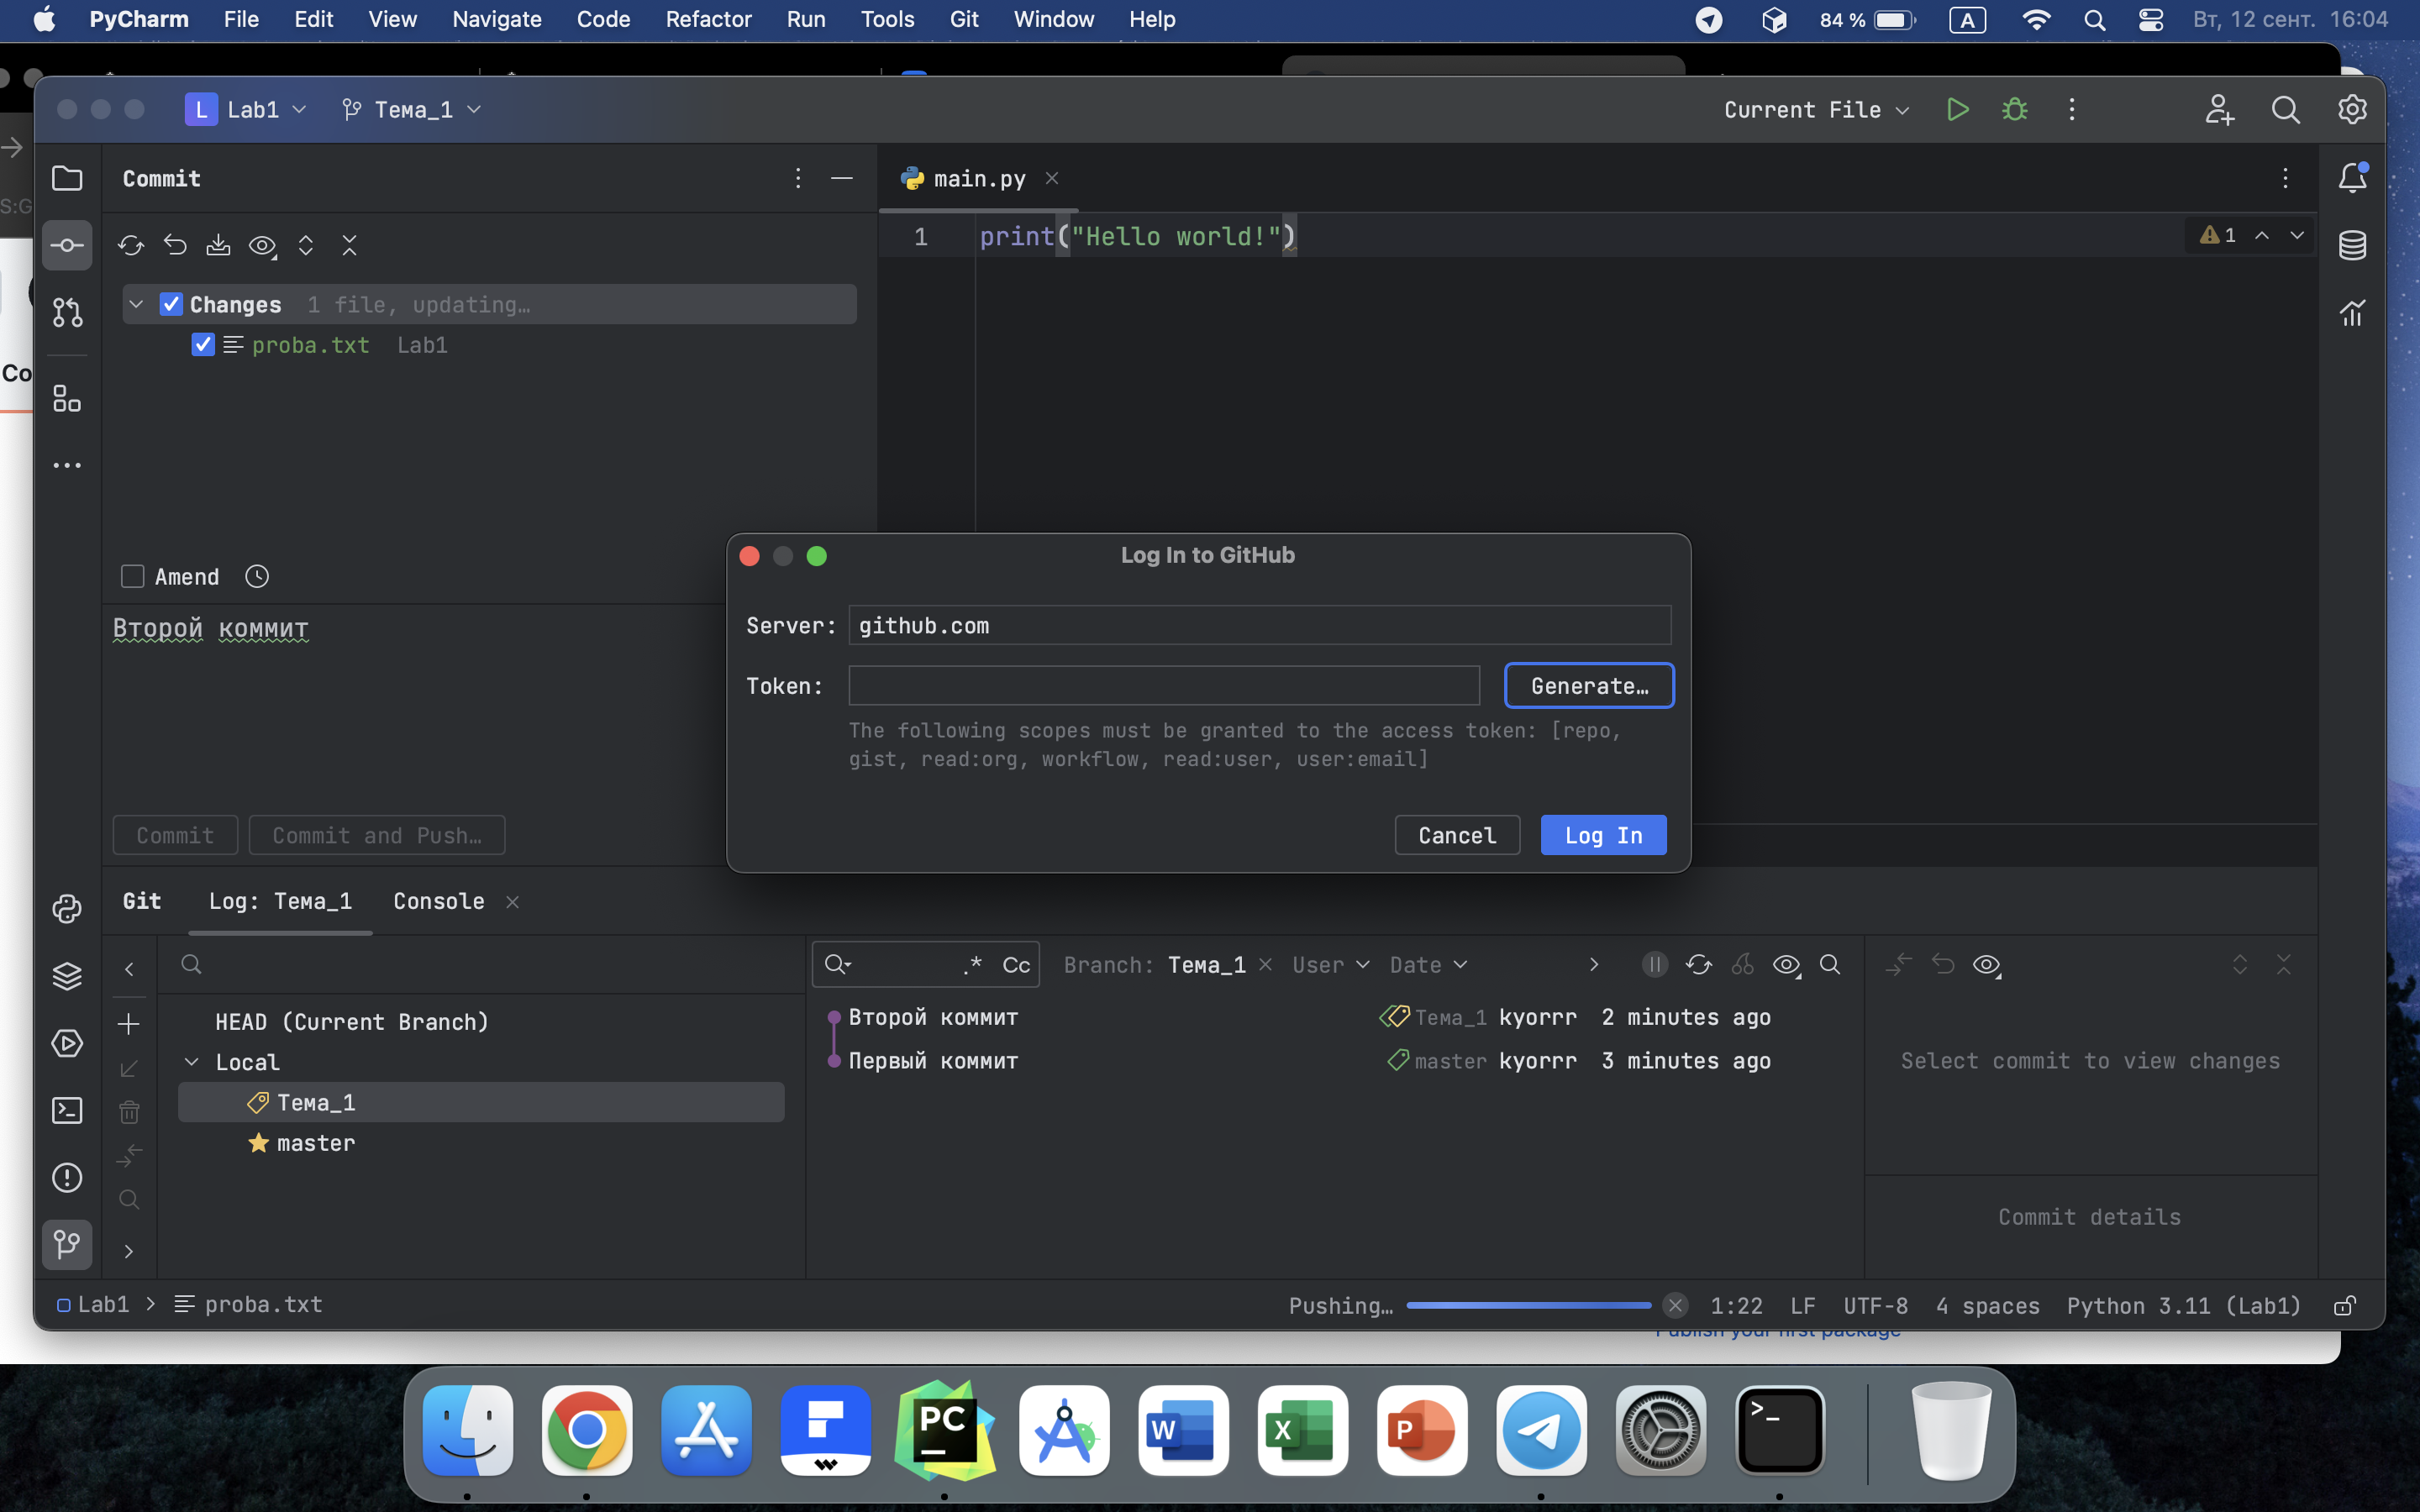 PyCharm File Edit View Navigate Code Refactor Run Tools Git Window Help 84 % A Вт, 12 сент. 16:04
L Lab1 Тема_1 Current File
Commit main.py
S:G
1 print("Hello world!") 1
Changes 1 file, updating…
proba.txt Lab1
Co
Amend
Второй коммит
Commit Commit and Push…
Log In to GitHub
Server: github.com
Token: Generate…
The following scopes must be granted to the access token: [repo,
gist, read:org, workflow, read:user, user:email]
Cancel Log In
Git Log: Тема_1 Console
.* Cc Branch: Тема_1 User Date
HEAD (Current Branch)
Local
Тема_1
master
Второй коммит Тема_1 kyorrr 2 minutes ago
Первый коммит master kyorrr 3 minutes ago
Select commit to view changes
Commit details
Lab1 proba.txt Pushing… 1:22 LF UTF-8 4 spaces Python 3.11 (Lab1)
Publish your first package
PC W X P >_